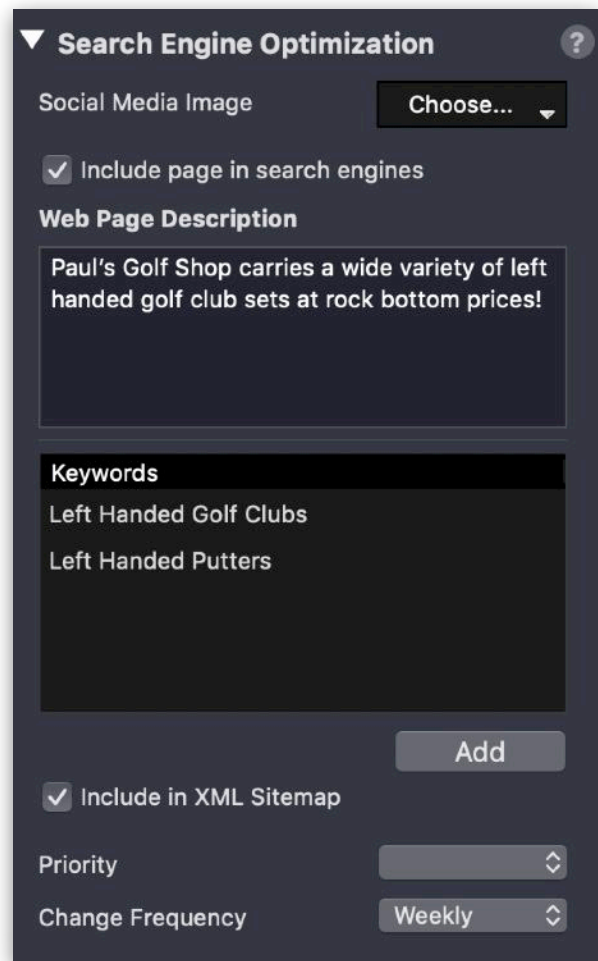 Search Engine Optimization
?
Social Media Image
Choose...
Include page in search engines
Web Page Description
Paul's Golf Shop carries a wide variety of left
handed golf club sets at rock bottom prices!
Keywords
Left Handed Golf Clubs
Left Handed Putters
Add
Include in XML Sitemap
Priority
Change Frequency
Weekly